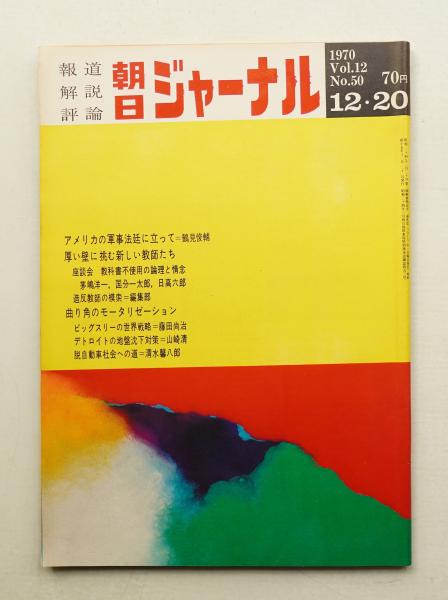 報道
解説
評論
朝日ジャーナル
1970
Vol.12
No.50
70円
12・20
アメリカの軍事法廷に立って＝鶴見俊輔
厚い壁に挑む新しい教師たち
座談会 教科書不使用の論理と情念
茅嶋洋一、国分一太郎、日高六郎
造反教師の模索＝編集部
曲り角のモータリゼーション
ビッグスリーの世界戦略＝藤田尚治
デトロイトの地盤沈下対策＝山崎清
脱自動車社会への道＝清水馨八郎